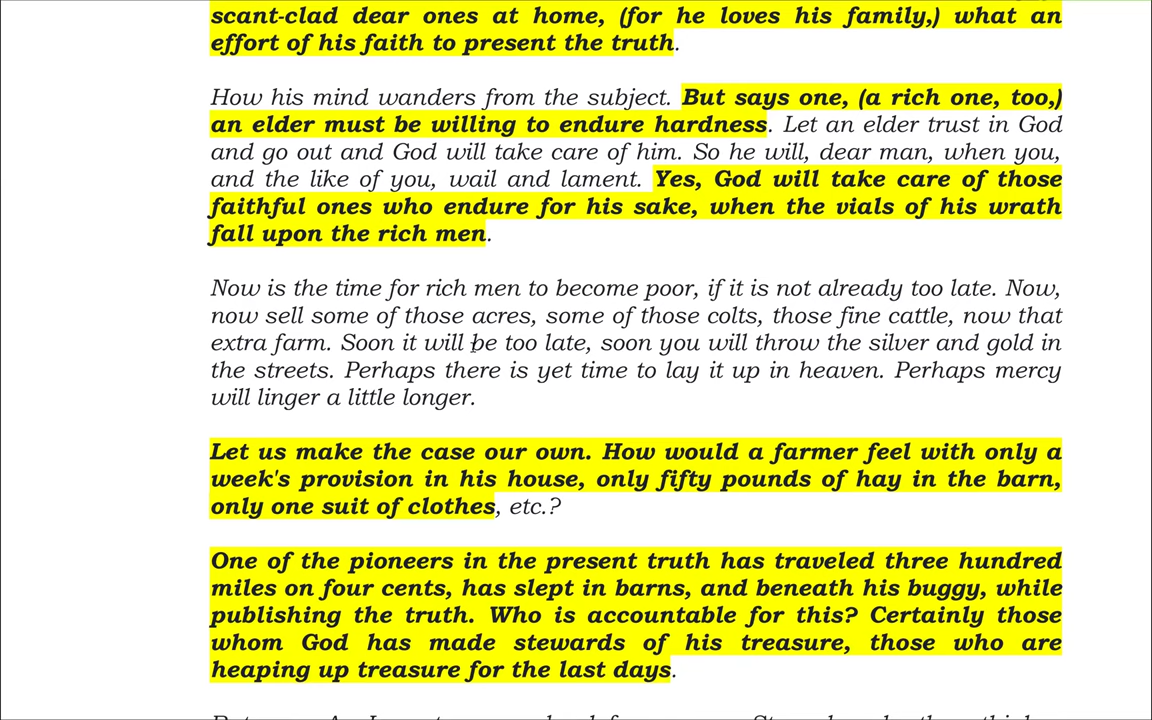 scant-clad dear ones at home, (for he loves his family,) what an
effort of his faith to present the truth.
How his mind wanders from the subject. But says one, (a rich one, too,)
an elder must be willing to endure hardness. Let an elder trust in God
and go out and God will take care of him. So he will, dear man, when you,
and the like of you, wail and lament. Yes, God will take care of those
faithful ones who endure for his sake, when the vials of his wrath
fall upon the rich men.
Now is the time for rich men to become poor, if it is not already too late. Now,
now sell some of those acres, some of those colts, those fine cattle, now that
extra farm. Soon it will be too late, soon you will throw the silver and gold in
the streets. Perhaps there is yet time to lay it up in heaven. Perhaps mercy
will linger a little longer.
Let us make the case our own. How would a farmer feel with only a
week's provision in his house, only fifty pounds of hay in the barn,
only one suit of clothes, etc.?
One of the pioneers in the present truth has traveled three hundred
miles on four cents, has slept in barns, and beneath his buggy, while
publishing the truth. Who is accountable for this? Certainly those
whom God has made stewards of his treasure, those who are
heaping up treasure for the last days.